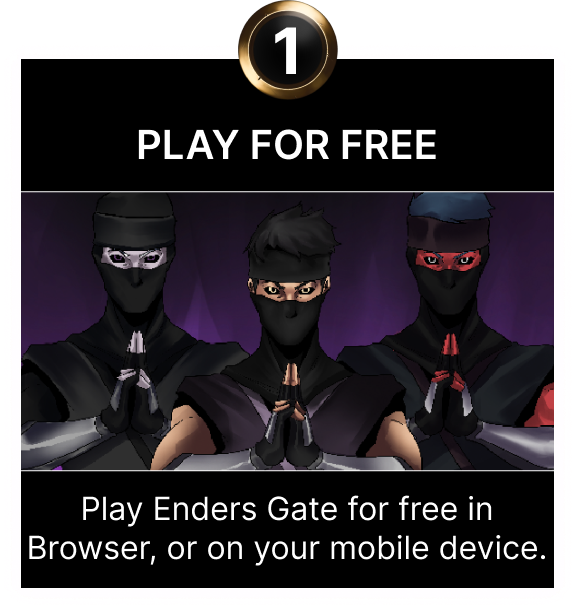 1
PLAY FOR FREE
Play Enders Gate for free in
Browser, or on your mobile device.